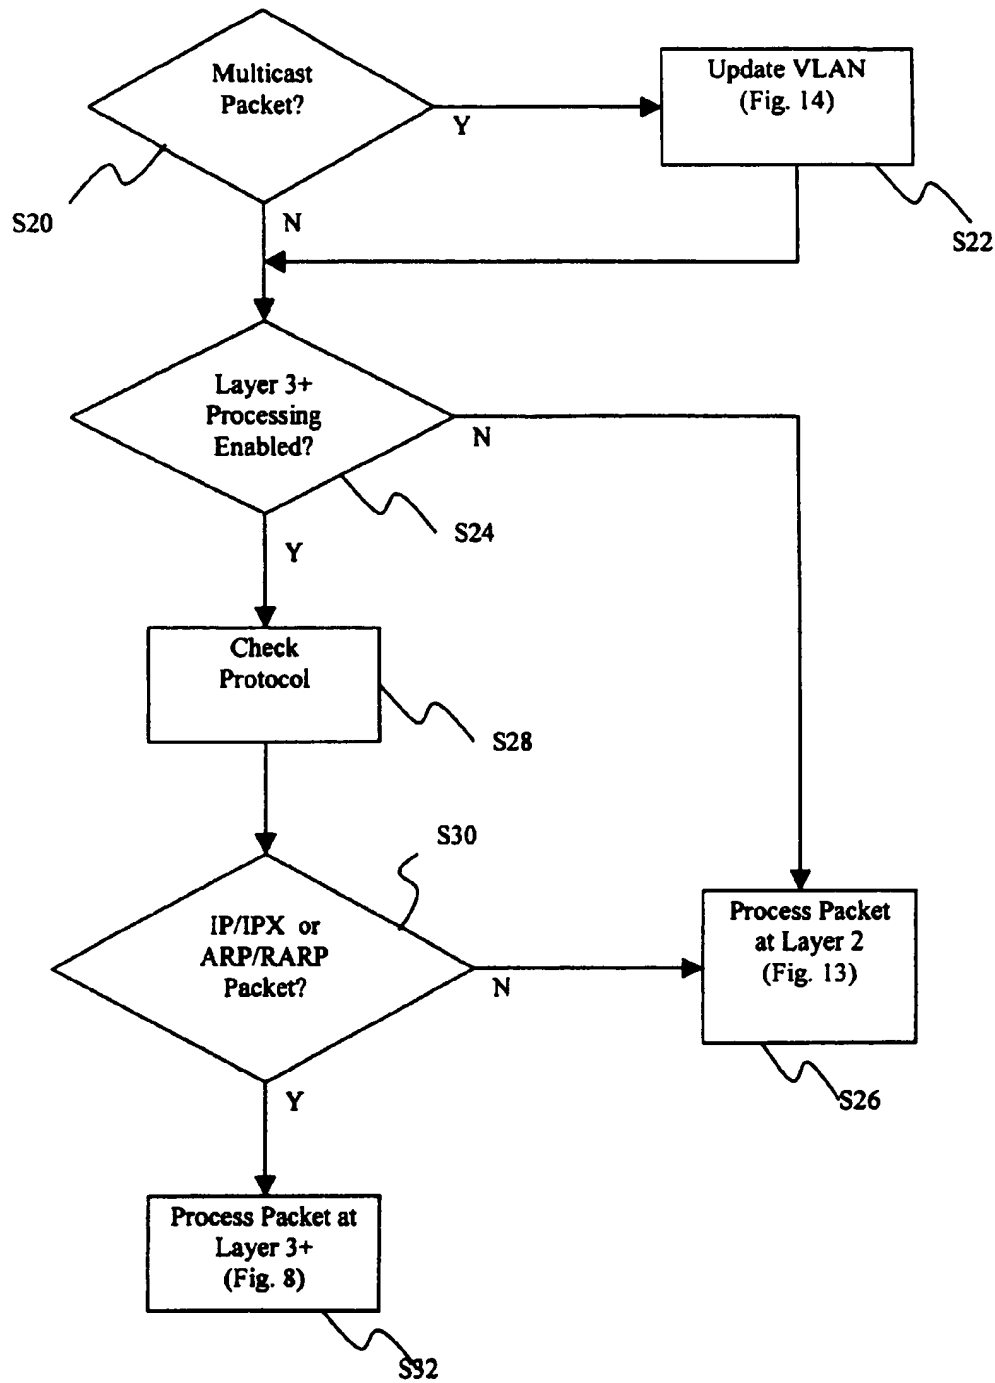 Multicast
Packet?
Y
Update VLAN
(Fig. 14)
S20
N
S22
Layer 3+
Processing
Enabled?
N
S24
Y
Check
Protocol
S28
S30
IP/IPX or
ARP/RARP
Packet?
N
Process Packet
at Layer 2
(Fig. 13)
S26
Y
Process Packet at
Layer 3+
(Fig. 8)
S32